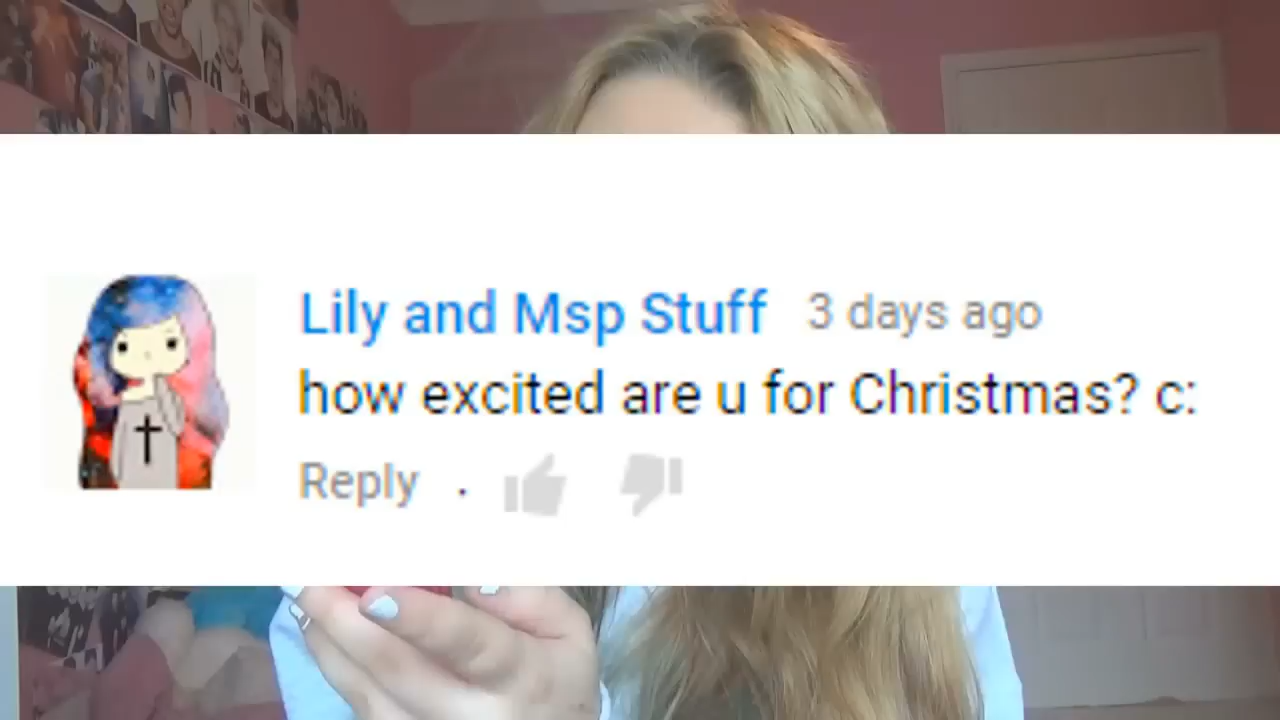 Lily and Msp Stuff 3 days ago
how excited are u for Christmas? c:
Reply .